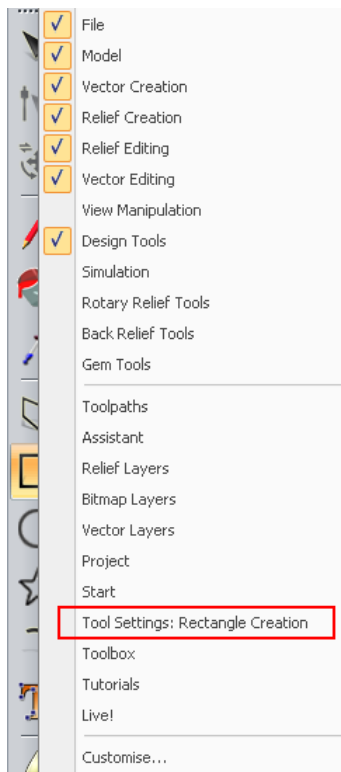 File
Model
Vector Creation
Relief Creation
Relief Editing
Vector Editing
View Manipulation
Design Tools
Simulation
Rotary Relief Tools
Back Relief Tools
Gem Tools
Toolpaths
Assistant
Relief Layers
Bitmap Layers
Vector Layers
Project
Start
Tool Settings: Rectangle Creation
Toolbox
Tutorials
Live!
Customise...